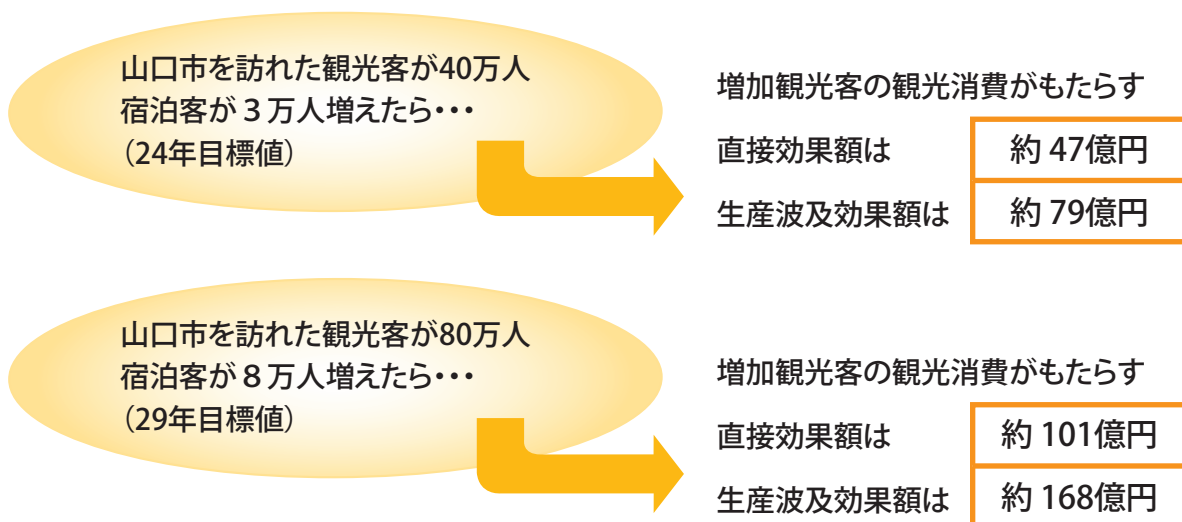 山口市を訪れた観光客が40万人
宿泊客が３万人増えたら・・・
（24年目標値）
増加観光客の観光消費がもたらす
直接効果額は 約 47億円
生産波及効果額は 約 79億円
山口市を訪れた観光客が80万人
宿泊客が８万人増えたら・・・
（29年目標値）
増加観光客の観光消費がもたらす
直接効果額は 約 101億円
生産波及効果額は 約 168億円